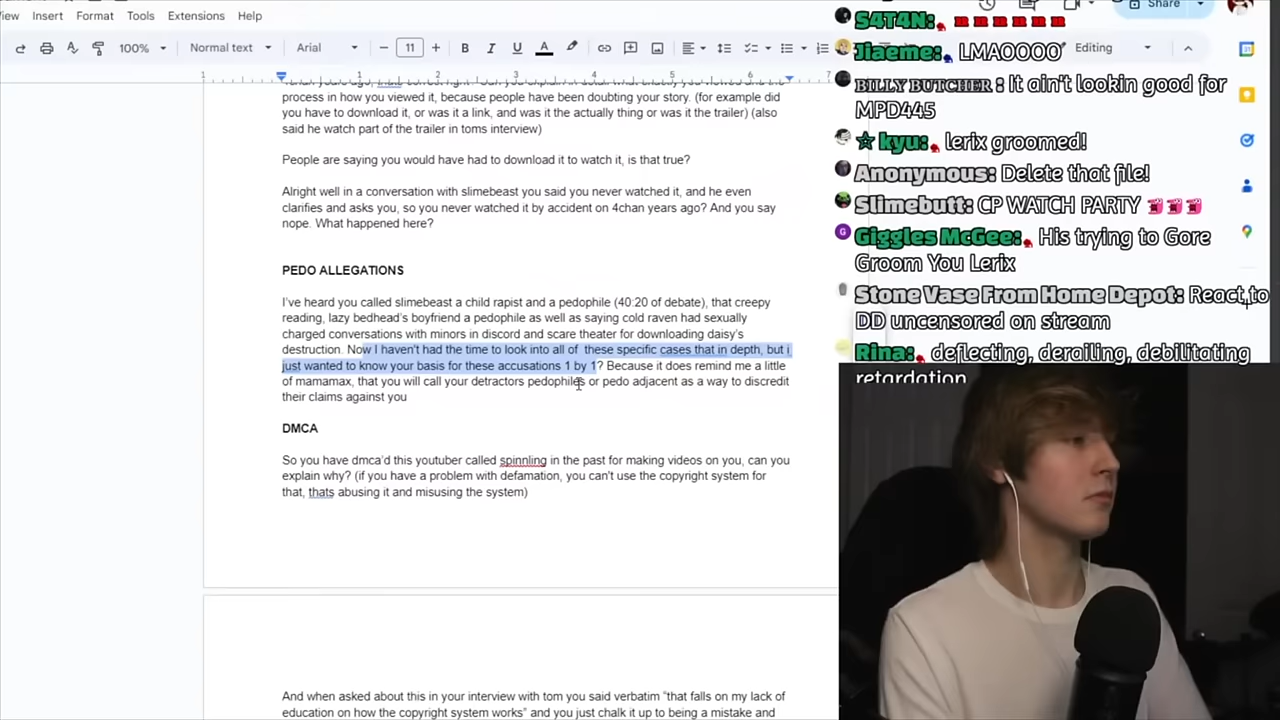 View Insert Format Tools Extensions Help
Share
100% Normal text Arial 11 B I U A Editing
process in how you viewed it, because people have been doubting your story. (for example did
you have to download it, or was it a link, and was it the actually thing or was it the trailer) (also
said he watch part of the trailer in toms interview)
People are saying you would have had to download it to watch it, is that true?
Alright well in a conversation with slimebeast you said you never watched it, and he even
clarifies and asks you, so you never watched it by accident on 4chan years ago? And you say
nope. What happened here?
PEDO ALLEGATIONS
I've heard you called slimebeast a child rapist and a pedophile (40:20 of debate), that creepy
reading, lazy bedhead's boyfriend a pedophile as well as saying cold raven had sexually
charged conversations with minors in discord and scare theater for downloading daisy's
destruction. Now I haven't had the time to look into all of these specific cases that in depth, but i
just wanted to know your basis for these accusations 1 by 1? Because it does remind me a little
of mamamax, that you will call your detractors pedophiles or pedo adjacent as a way to discredit
their claims against you
DMCA
So you have dmca'd this youtuber called spinnling in the past for making videos on you, can you
explain why? (if you have a problem with defamation, you can't use the copyright system for
that, thats abusing it and misusing the system)
And when asked about this in your interview with tom you said verbatim “that falls on my lack of
education on how the copyright system works” and you just chalk it up to being a mistake and
S4T4N:
Jiaeme: LMAOOOO
BILLY BUTCHER : It ain't lookin good for
MPD445
☆ kyu: lerix groomed!
Anonymous: Delete that file!
Slimebutt: CP WATCH PARTY
Giggles McGee: His trying to Gore
Groom You Lerix
Stone Vase From Home Depot: React to
DD uncensored on stream
Rina: deflecting, derailing, debilitating
retardation